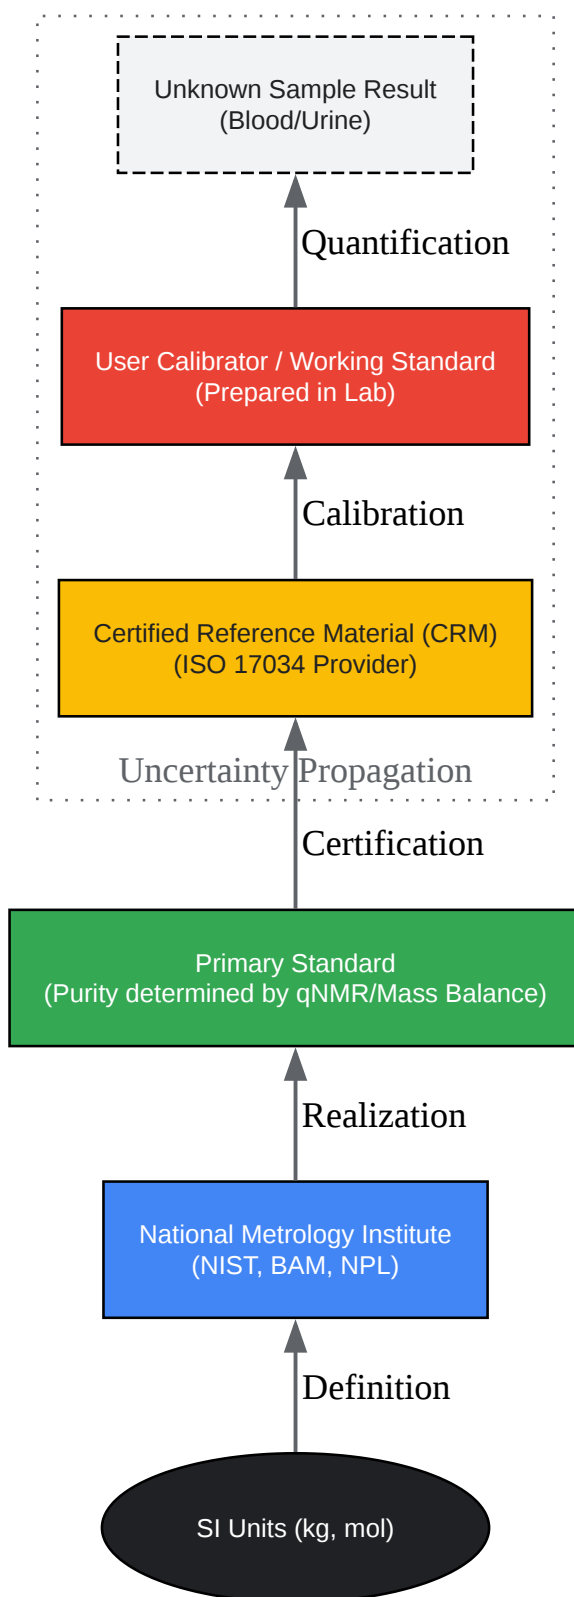 Unknown Sample Result
(Blood/Urine)
Quantification
User Calibrator / Working Standard
(Prepared in Lab)
Calibration
Certified Reference Material (CRM)
(ISO 17034 Provider)
Uncertainty Propagation
Certification
Primary Standard
(Purity determined by qNMR/Mass Balance)
Realization
National Metrology Institute
(NIST, BAM, NPL)
Definition
SI Units (kg, mol)